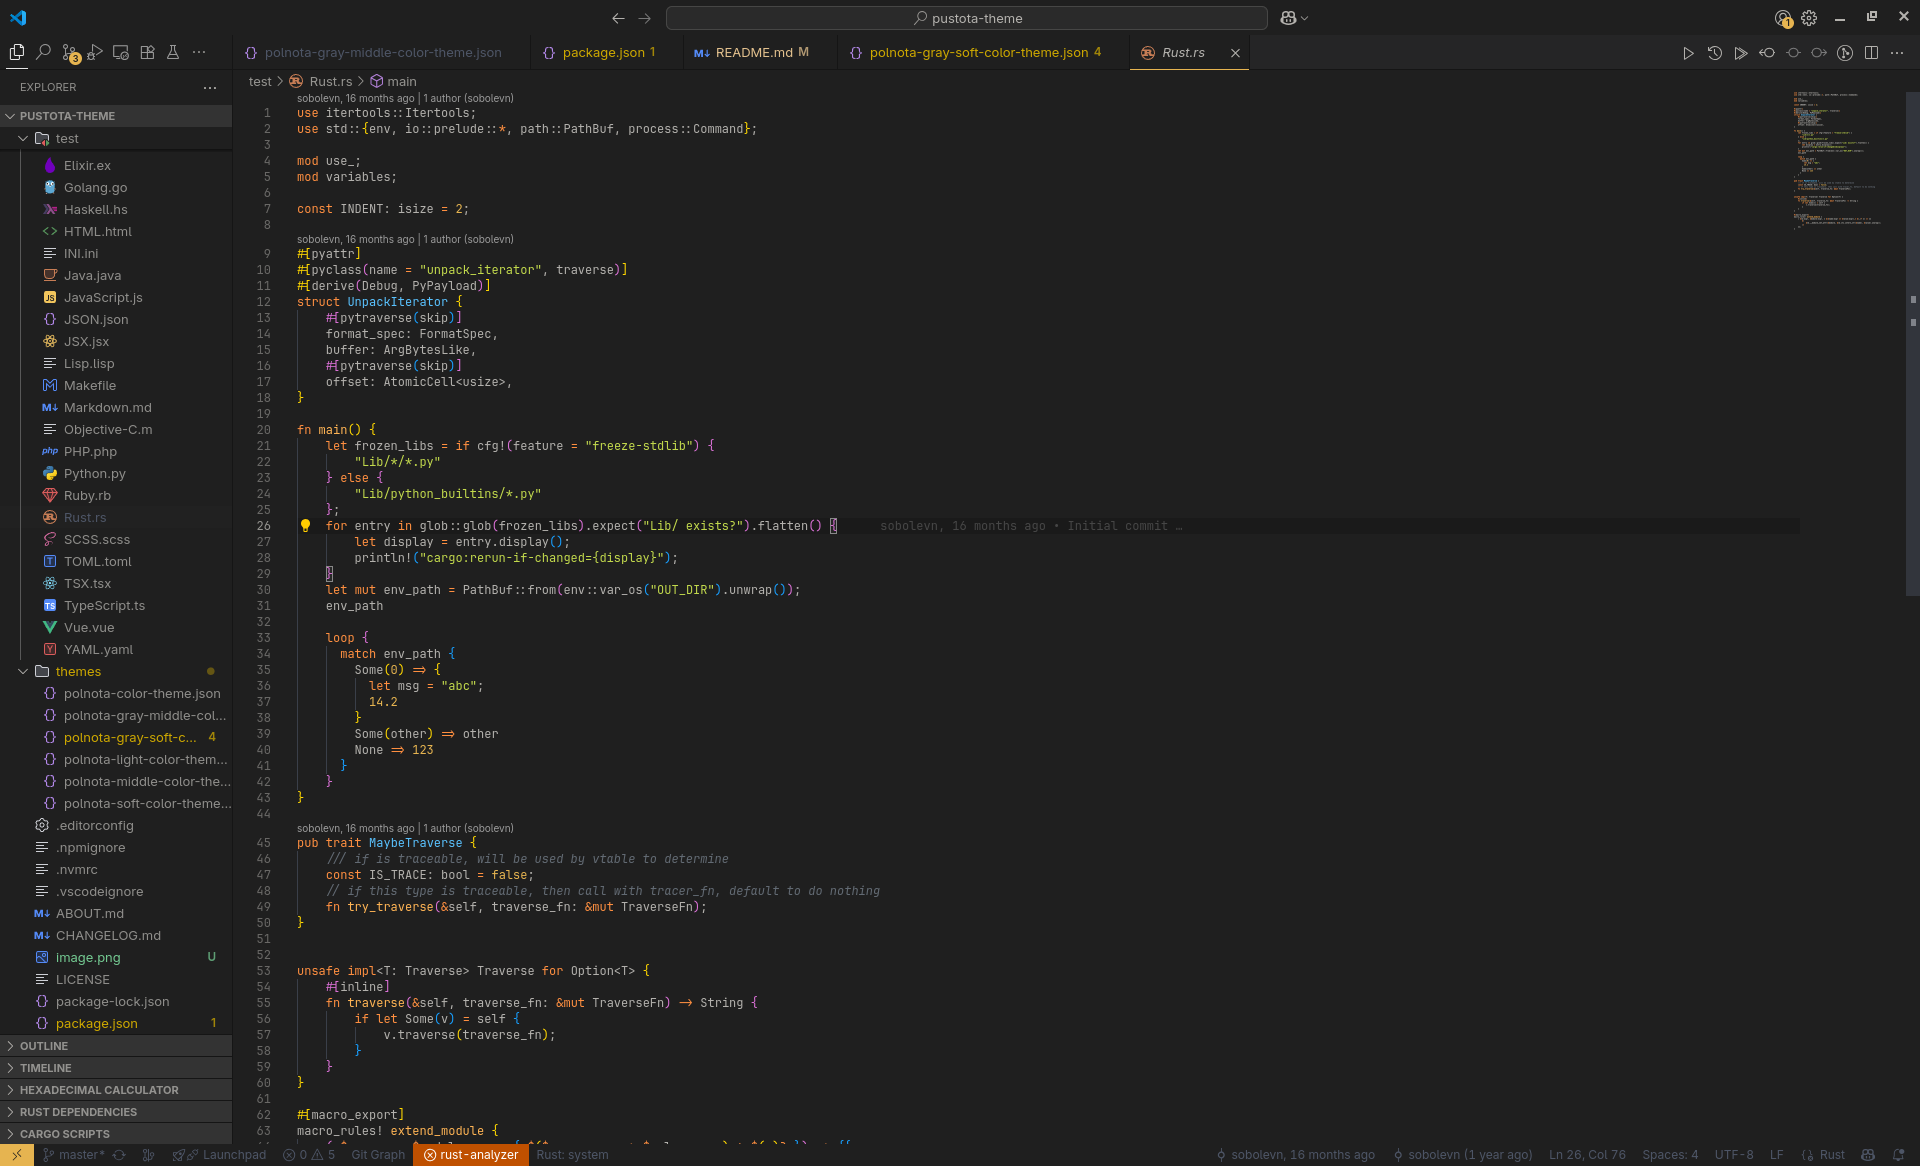 pustota-theme
1
3
polnota-gray-middle-color-theme.json
package.json 1
README.md M
polnota-gray-soft-color-theme.json 4
Rust.rs
EXPLORER
test > Rust.rs > main
PUSTOTA-THEME
test
Elixir.ex
Golang.go
Haskell.hs
HTML.html
INI.ini
Java.java
JavaScript.js
JSON.json
JSX.jsx
Lisp.lisp
Makefile
Markdown.md
Objective-C.m
PHP.php
Python.py
Ruby.rb
Rust.rs
SCSS.scss
TOML.toml
TSX.tsx
TypeScript.ts
Vue.vue
YAML.yaml
themes
polnota-color-theme.json
polnota-gray-middle-col...
polnota-gray-soft-c... 4
polnota-light-color-them...
polnota-middle-color-the...
polnota-soft-color-theme...
.editorconfig
.npmignore
.nvmrc
.vscodeignore
ABOUT.md
CHANGELOG.md
image.png U
LICENSE
package-lock.json
package.json 1
OUTLINE
TIMELINE
HEXADECIMAL CALCULATOR
RUST DEPENDENCIES
CARGO SCRIPTS
sobolevn, 16 months ago | 1 author (sobolevn)
1 use itertools::Itertools;
2 use std::{env, io::prelude::*, path::PathBuf, process::Command};
3
4 mod use_;
5 mod variables;
6
7 const INDENT: isize = 2;
8
sobolevn, 16 months ago | 1 author (sobolevn)
9 #[pyattr]
10 #[pyclass(name = "unpack_iterator", traverse)]
11 #[derive(Debug, PyPayload)]
12 struct UnpackIterator {
13 #[pytraverse(skip)]
14 format_spec: FormatSpec,
15 buffer: ArgBytesLike,
16 #[pytraverse(skip)]
17 offset: AtomicCell<usize>,
18 }
19
20 fn main() {
21 let frozen_libs = if cfg!(feature = "freeze-stdlib") {
22 "Lib/*/*.py"
23 } else {
24 "Lib/python_builtins/*.py"
25 };
26 for entry in glob::glob(frozen_libs).expect("Lib/ exists?").flatten() { sobolevn, 16 months ago • Initial commit …
27 let display = entry.display();
28 println!("cargo:rerun-if-changed={display}");
29 }
30 let mut env_path = PathBuf::from(env::var_os("OUT_DIR").unwrap());
31 env_path
32
33 loop {
34 match env_path {
35 Some(0) => {
36 let msg = "abc";
37 14.2
38 }
39 Some(other) => other
40 None => 123
41 }
42 }
43 }
44
sobolevn, 16 months ago | 1 author (sobolevn)
45 pub trait MaybeTraverse {
46 /// if is traceable, will be used by vtable to determine
47 const IS_TRACE: bool = false;
48 // if this type is traceable, then call with tracer_fn, default to do nothing
49 fn try_traverse(&self, traverse_fn: &mut TraverseFn);
50 }
51
52
53 unsafe impl<T: Traverse> Traverse for Option<T> {
54 #[inline]
55 fn traverse(&self, traverse_fn: &mut TraverseFn) -> String {
56 if let Some(v) = self {
57 v.traverse(traverse_fn);
58 }
59 }
60 }
61
62 #[macro_export]
63 macro_rules! extend_module {
master*
Launchpad
0 5
Git Graph
rust-analyzer
Rust: system
sobolevn, 16 months ago
sobolevn (1 year ago)
Ln 26, Col 76
Spaces: 4
UTF-8
LF
Rust